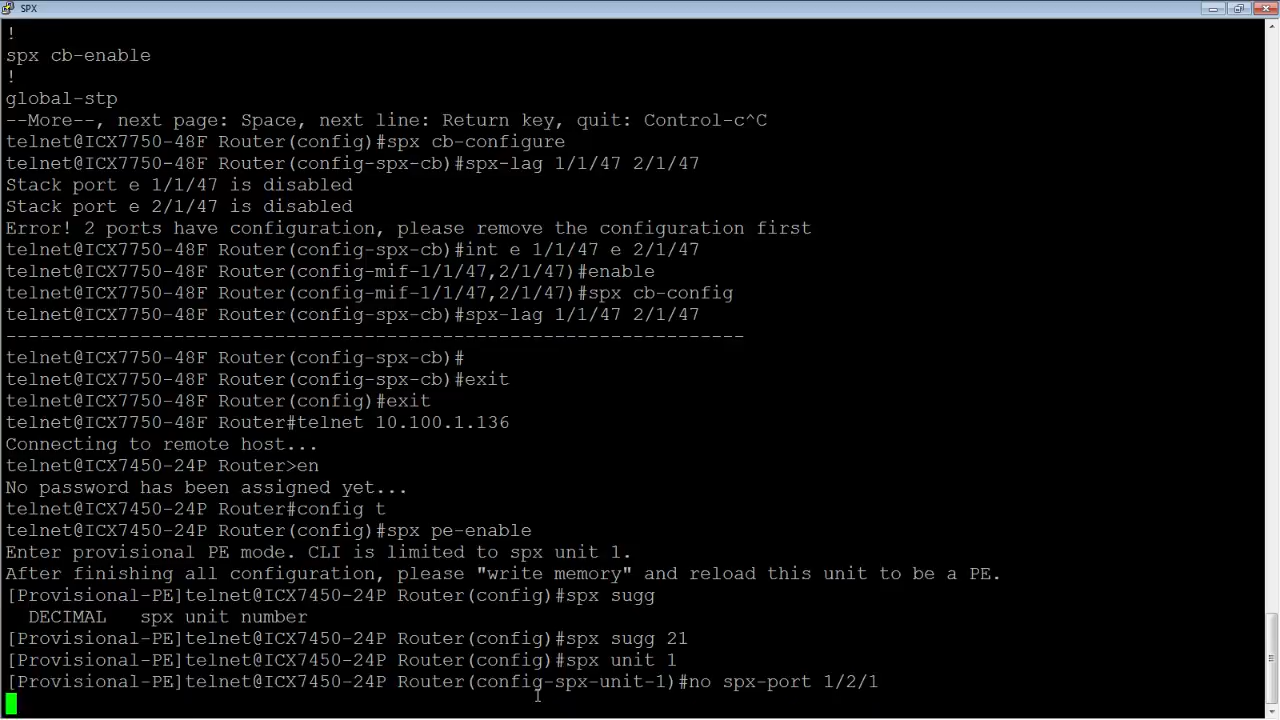 SPX
!
spx cb-enable
!
global-stp
--More--, next page: Space, next line: Return key, quit: Control-c^C
telnet@ICX7750-48F Router(config)#spx cb-configure
telnet@ICX7750-48F Router(config-spx-cb)#spx-lag 1/1/47 2/1/47
Stack port e 1/1/47 is disabled
Stack port e 2/1/47 is disabled
Error! 2 ports have configuration, please remove the configuration first
telnet@ICX7750-48F Router(config-spx-cb)#int e 1/1/47 e 2/1/47
telnet@ICX7750-48F Router(config-mif-1/1/47,2/1/47)#enable
telnet@ICX7750-48F Router(config-mif-1/1/47,2/1/47)#spx cb-config
telnet@ICX7750-48F Router(config-spx-cb)#spx-lag 1/1/47 2/1/47
------------------------------------------------------------------
telnet@ICX7750-48F Router(config-spx-cb)#
telnet@ICX7750-48F Router(config-spx-cb)#exit
telnet@ICX7750-48F Router(config)#exit
telnet@ICX7750-48F Router#telnet 10.100.1.136
Connecting to remote host...
telnet@ICX7450-24P Router>en
No password has been assigned yet...
telnet@ICX7450-24P Router#config t
telnet@ICX7450-24P Router(config)#spx pe-enable
Enter provisional PE mode. CLI is limited to spx unit 1.
After finishing all configuration, please "write memory" and reload this unit to be a PE.
[Provisional-PE]telnet@ICX7450-24P Router(config)#spx sugg
  DECIMAL   spx unit number
[Provisional-PE]telnet@ICX7450-24P Router(config)#spx sugg 21
[Provisional-PE]telnet@ICX7450-24P Router(config)#spx unit 1
[Provisional-PE]telnet@ICX7450-24P Router(config-spx-unit-1)#no spx-port 1/2/1